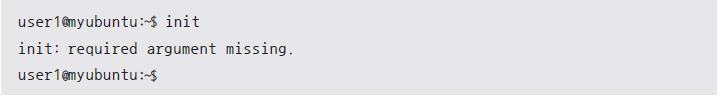 user1@myubuntu:~$ init
init: required argument missing.
user1@myubuntu:~$